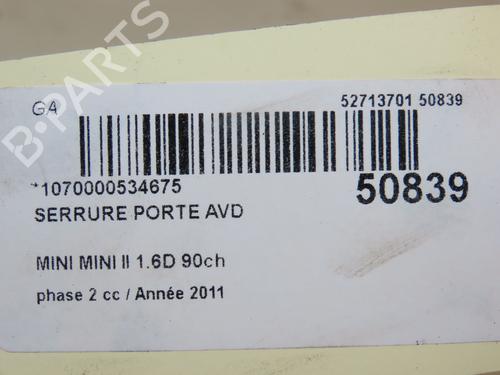 GA
52713701 50839
*1070000534675
50839
SERRURE PORTE AVD
MINI MINI II 1.6D 90ch
phase 2 cc / Année 2011
B-PARTS